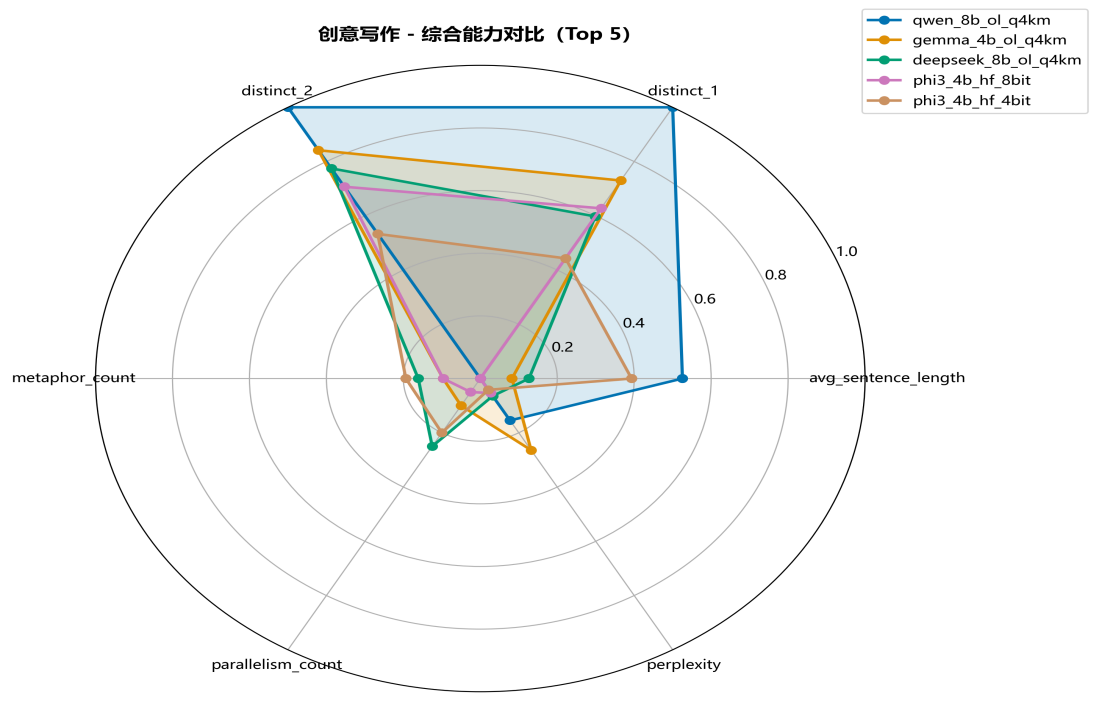 创意写作 - 综合能力对比（Top 5）
qwen_8b_ol_q4km
gemma_4b_ol_q4km
deepseek_8b_ol_q4km
phi3_4b_hf_8bit
phi3_4b_hf_4bit
distinct_2
distinct_1
1.0
0.8
0.6
0.4
0.2
metaphor_count
avg_sentence_length
parallelism_count
perplexity